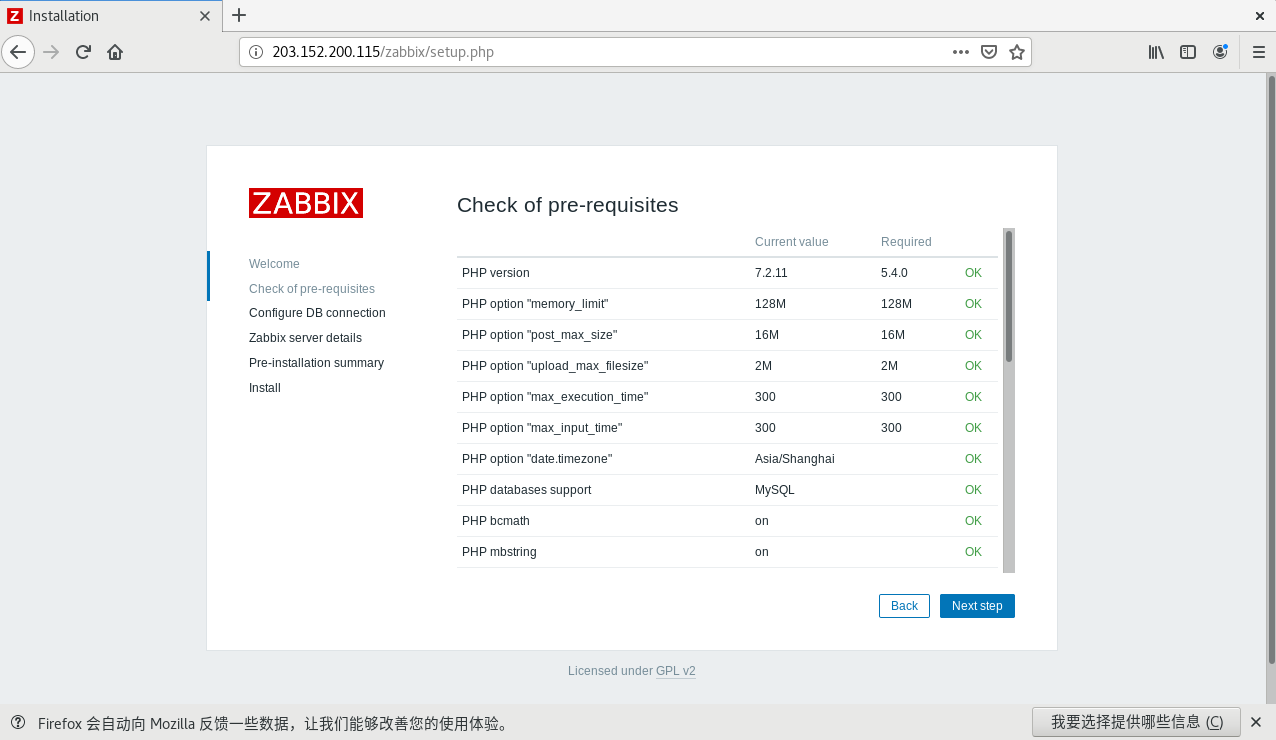 Installation
203.152.200.115/zabbix/setup.php
ZABBIX
Welcome
Check of pre-requisites
Configure DB connection
Zabbix server details
Pre-installation summary
Install
Check of pre-requisites
Current value Required
PHP version 7.2.11 5.4.0 OK
PHP option "memory_limit" 128M 128M OK
PHP option "post_max_size" 16M 16M OK
PHP option "upload_max_filesize" 2M 2M OK
PHP option "max_execution_time" 300 300 OK
PHP option "max_input_time" 300 300 OK
PHP option "date.timezone" Asia/Shanghai OK
PHP databases support MySQL OK
PHP bcmath on OK
PHP mbstring on OK
Back Next step
Licensed under GPL v2
Firefox 会自动向 Mozilla 反馈一些数据，让我们能够改善您的使用体验。 我要选择提供哪些信息 (C)